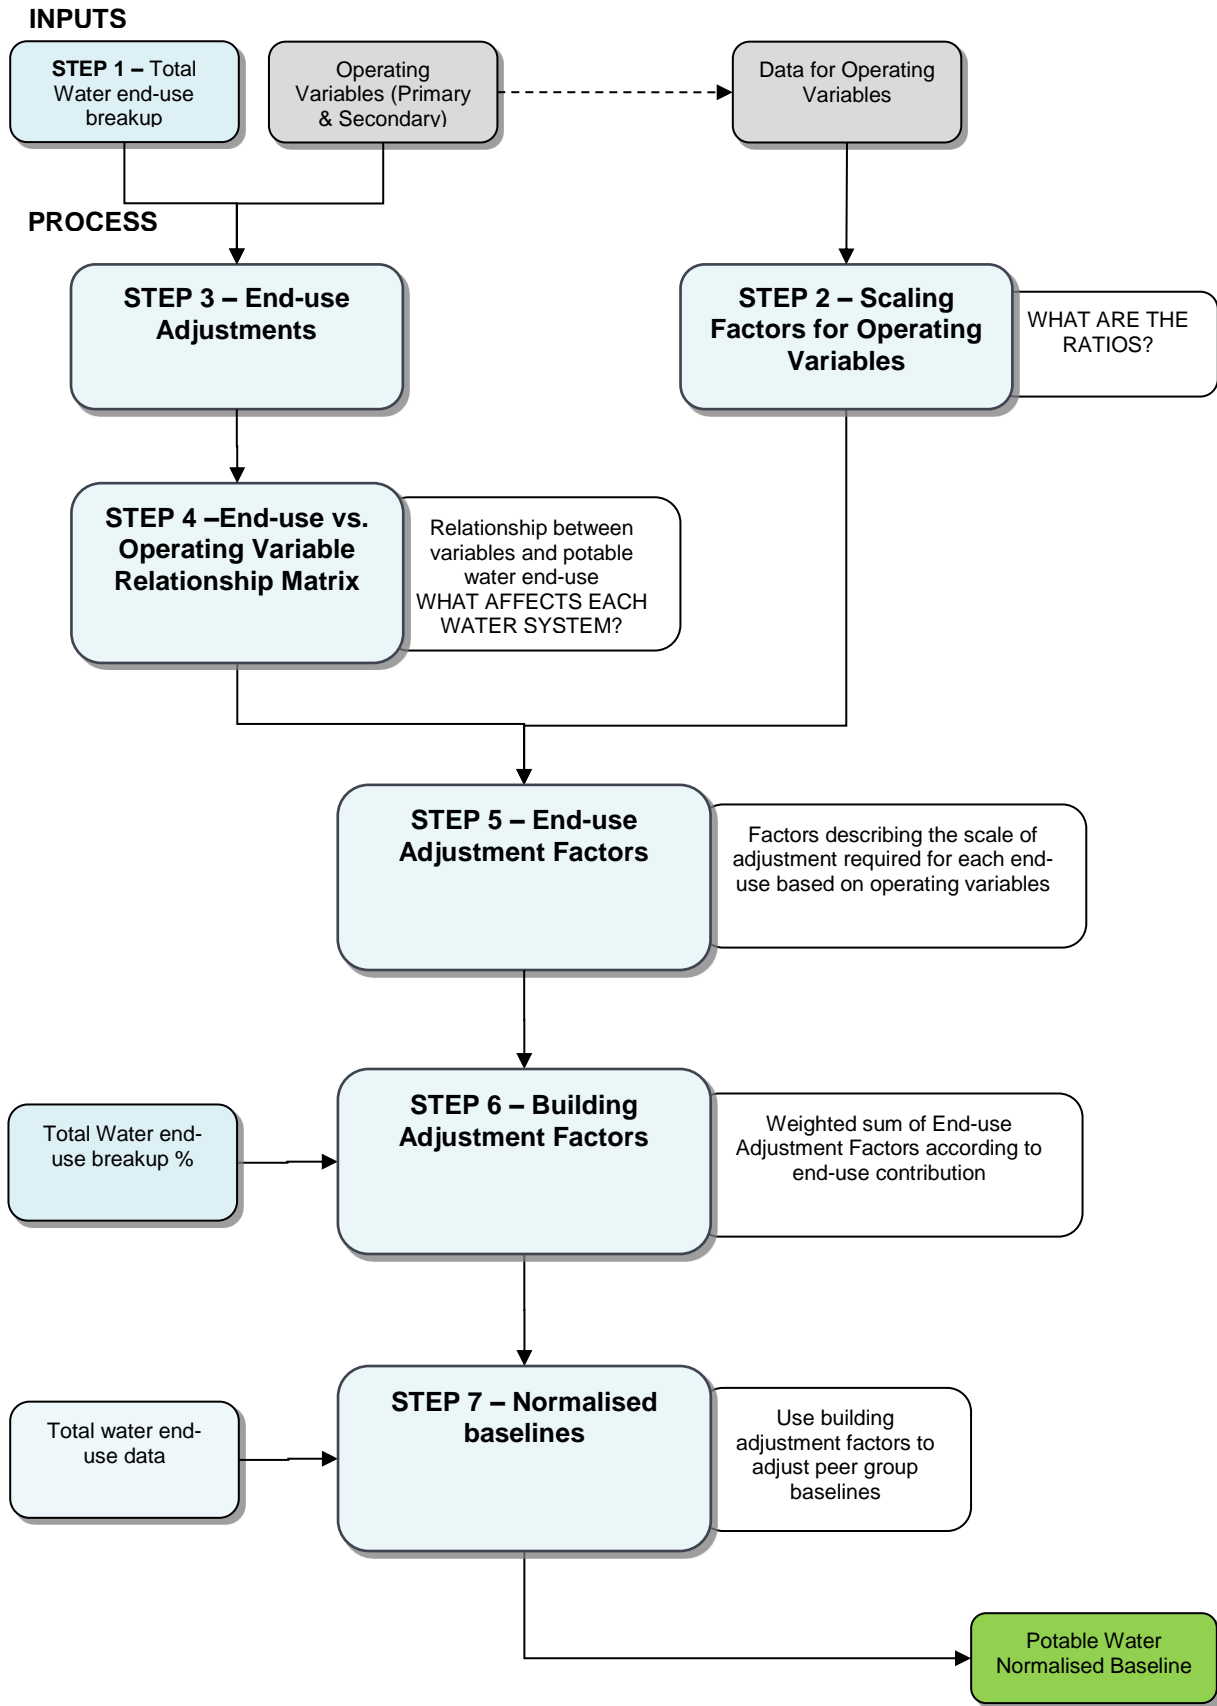 INPUTS
STEP 1 – Total
Water end-use
breakup
Operating
Variables (Primary
& Secondary)
Data for Operating
Variables
PROCESS
STEP 3 – End-use
Adjustments
STEP 2 – Scaling
Factors for Operating
Variables
WHAT ARE THE
RATIOS?
STEP 4 –End-use vs.
Operating Variable
Relationship Matrix
Relationship between
variables and potable
water end-use
WHAT AFFECTS EACH
WATER SYSTEM?
STEP 5 – End-use
Adjustment Factors
Factors describing the scale of
adjustment required for each end-
use based on operating variables
STEP 6 – Building
Adjustment Factors
Total Water end-
use breakup %
Weighted sum of End-use
Adjustment Factors according to
end-use contribution
STEP 7 – Normalised
baselines
Total water end-
use data
Use building
adjustment factors to
adjust peer group
baselines
Potable Water
Normalised Baseline